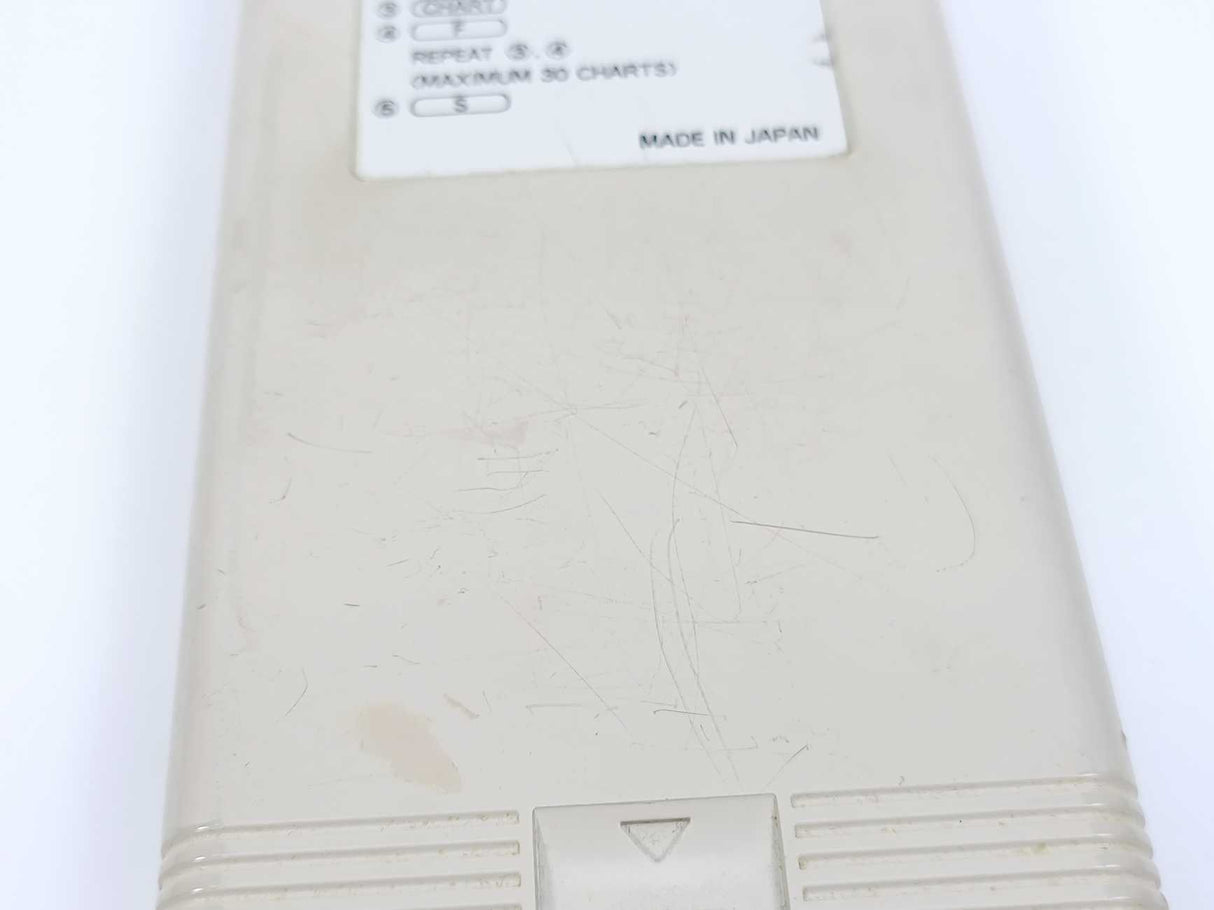 ③ CHART
④ F
REPEAT ③, ④
(MAXIMUM 30 CHARTS)
⑤ S
MADE IN JAPAN